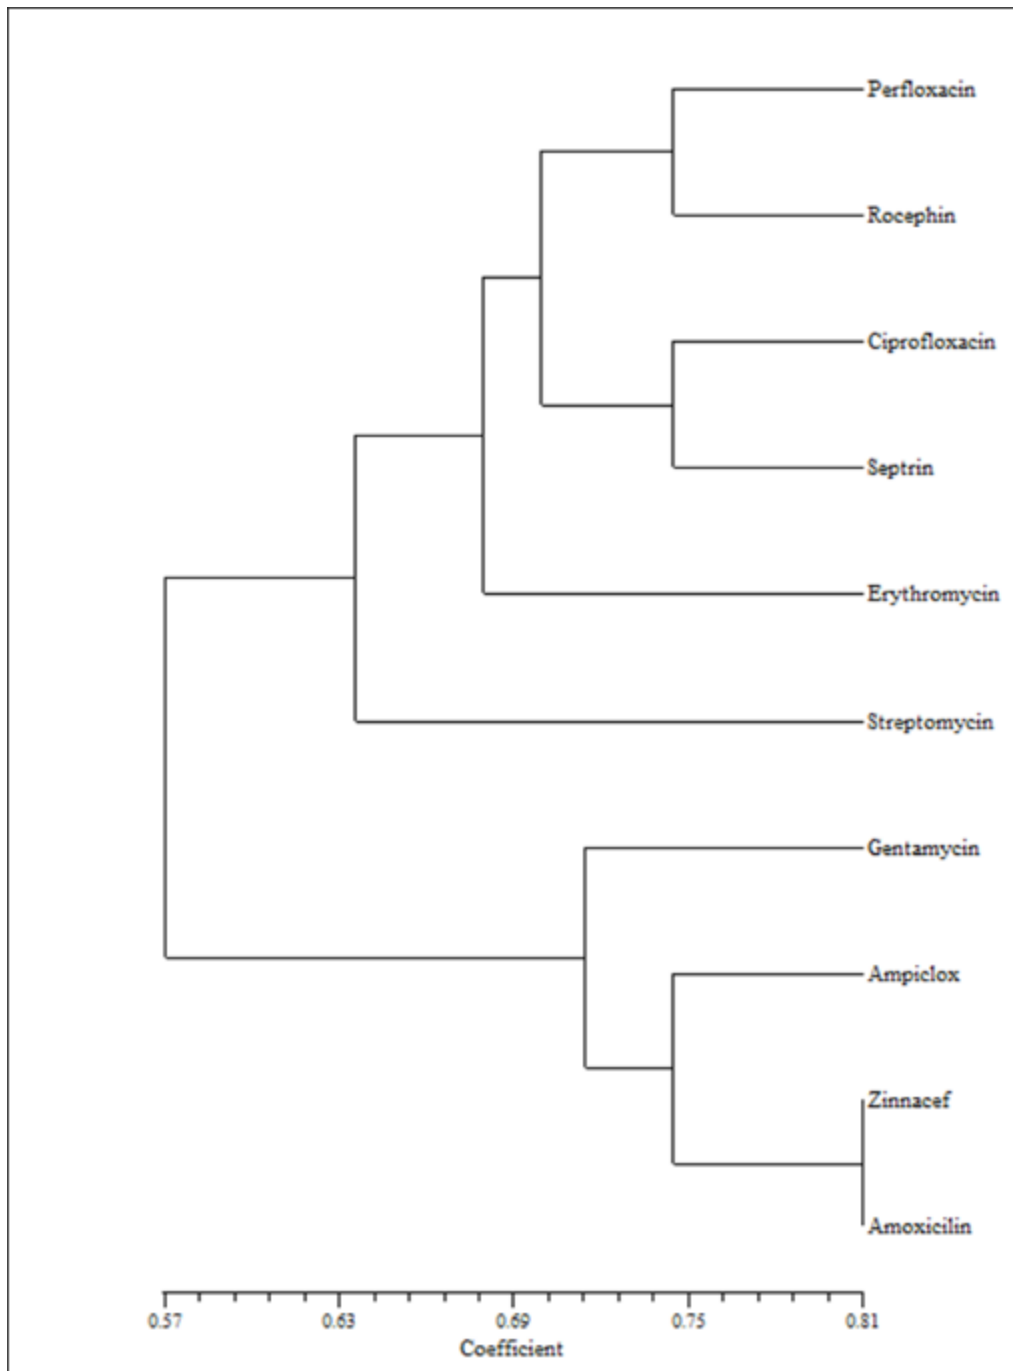 Perfloxacin
Rocephin
Ciprofloxacin
Septrin
Erythromycin
Streptomycin
Gentamycin
Ampiclox
Zinnacef
Amoxicilin
0.57 0.63 0.69 0.75 0.81
Coefficient